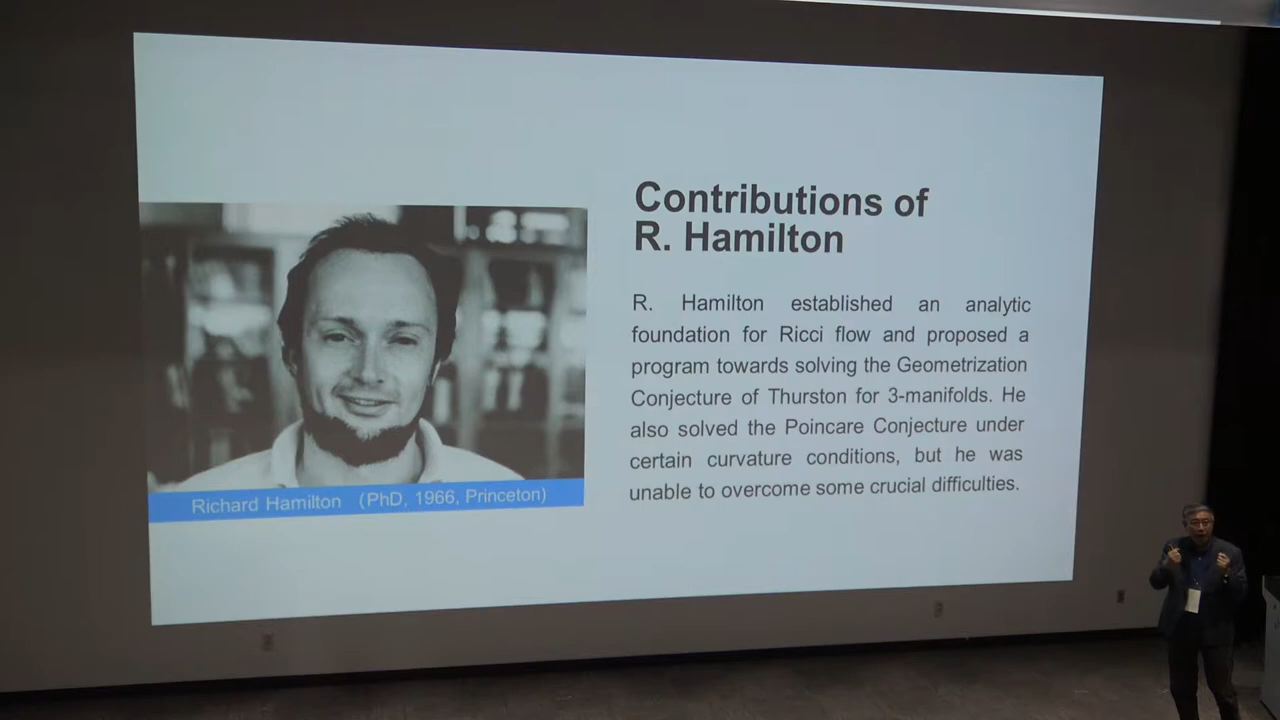 Contributions of
R. Hamilton
R. Hamilton established an analytic
foundation for Ricci flow and proposed a
program towards solving the Geometrization
Conjecture of Thurston for 3-manifolds. He
also solved the Poincare Conjecture under
certain curvature conditions, but he was
unable to overcome some crucial difficulties.
Richard Hamilton (PhD, 1966, Princeton)